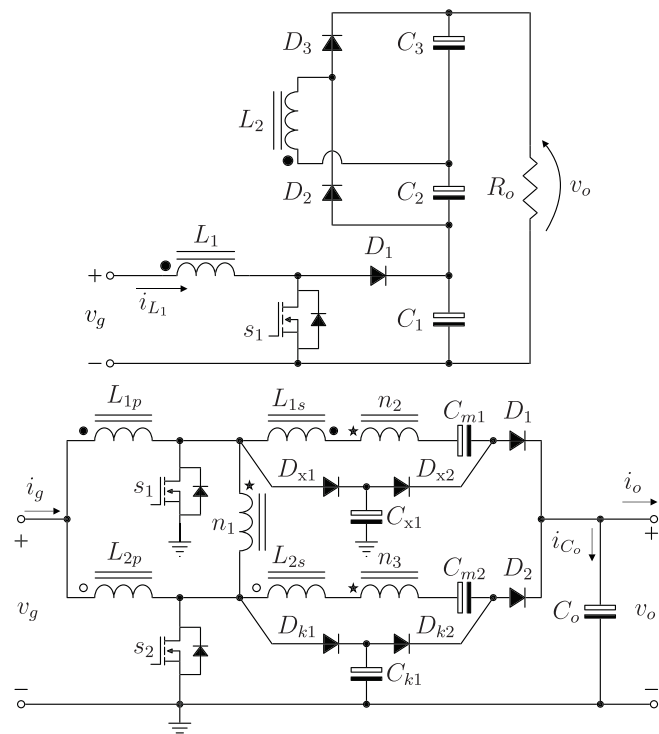 D3 C3
L2
D2 C2 Ro vo
L1 D1
+
iL1
s1 C1
vg
−
L1p L1s n2 Cm1 D1
ig s1 Dx1 Dx2 io
n1 Cx1
+ L2p L2s n3 Cm2 D2 iCo +
vg s2 Dk1 Dk2 Co vo
Ck1
− −